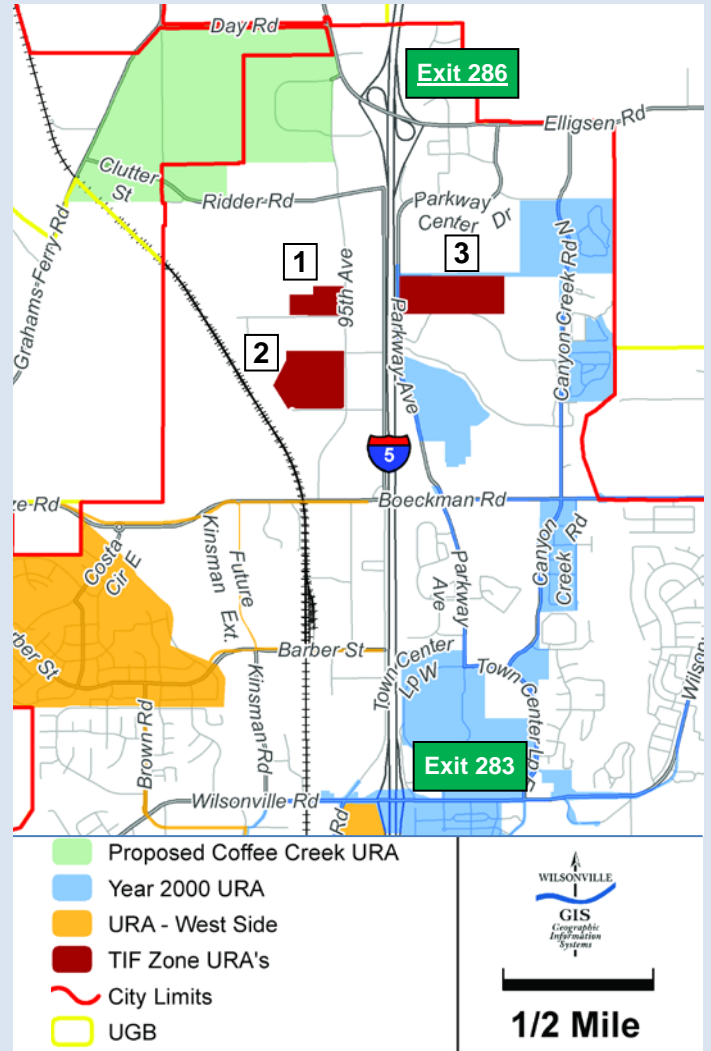 Day Rd
Exit 286
Elligsen Rd
Clutter
St
Ridder Rd
Parkway
Center Dr
Grahams Ferry Rd
1
95th Ave
3
Canyon Creek Rd N
2
Parkway Ave
5
ze Rd
Boeckman Rd
Costa
Cir E
Kinsman
Future
Ext.
Canyon
Creek Rd
Parkway
Ave
rber St
Barber St
Town Center
Lp W
Town Center Lp E
Wilson
Brown Rd
Kinsman Rd
Exit 283
Wilsonville Rd
Rd
Proposed Coffee Creek URA
Year 2000 URA
URA - West Side
TIF Zone URA's
City Limits
UGB
WILSONVILLE
GIS
Geographic
Information
Systems
1/2 Mile